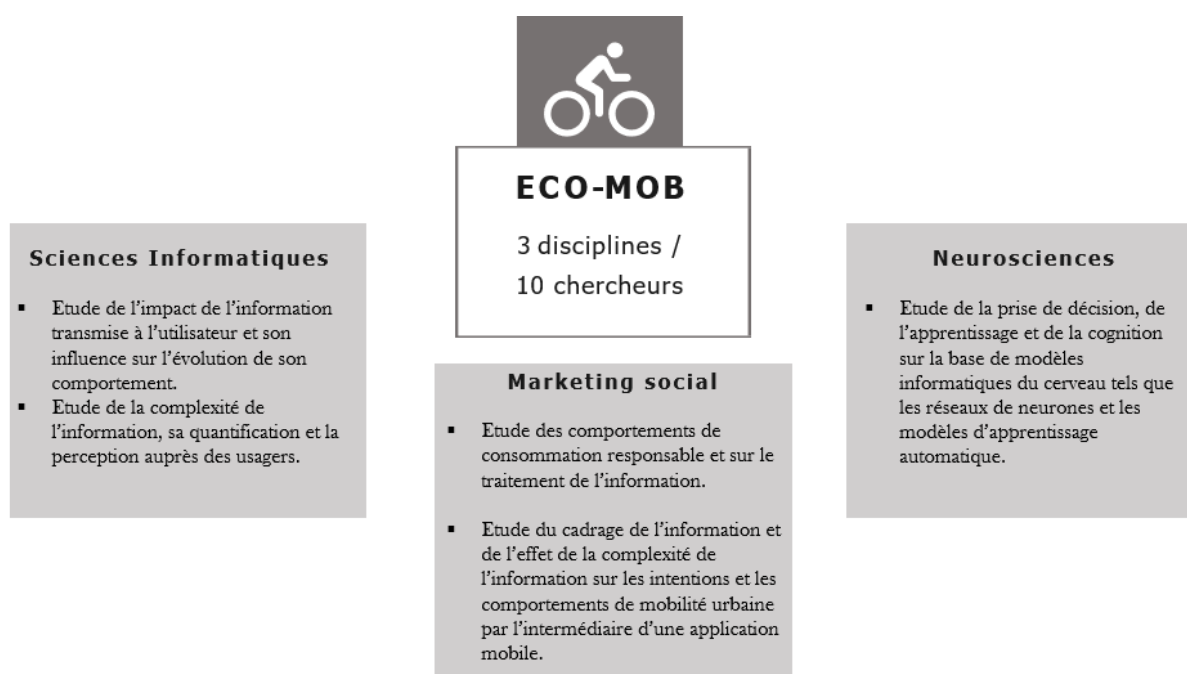 ECO-MOB
3 disciplines /
10 chercheurs
Sciences Informatiques
▪ Etude de l’impact de l’information
transmise à l’utilisateur et son
influence sur l’évolution de son
comportement.
▪ Etude de la complexité de
l’information, sa quantification et la
perception auprès des usagers.
Marketing social
▪ Etude des comportements de
consommation responsable et sur le
traitement de l’information.
▪ Etude du cadrage de l’information et
de l’effet de la complexité de
l’information sur les intentions et les
comportements de mobilité urbaine
par l’intermédiaire d’une application
mobile.
Neurosciences
▪ Etude de la prise de décision, de
l’apprentissage et de la cognition
sur la base de modèles
informatiques du cerveau tels que
les réseaux de neurones et les
modèles d’apprentissage
automatique.